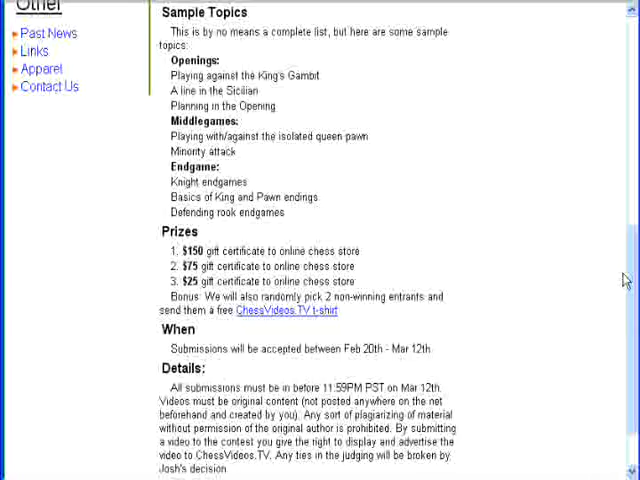 Other
Past News
Links
Apparel
Contact Us
Sample Topics
This is by no means a complete list, but here are some sample
topics:
Openings:
Playing against the King's Gambit
A line in the Sicilian
Planning in the Opening
Middlegames:
Playing with/against the isolated queen pawn
Minority attack
Endgame:
Knight endgames
Basics of King and Pawn endings
Defending rook endgames
Prizes
1. $150 gift certificate to online chess store
2. $75 gift certificate to online chess store
3. $25 gift certificate to online chess store
Bonus: We will also randomly pick 2 non-winning entrants and
send them a free ChessVideos.TV t-shirt
When
Submissions will be accepted between Feb 20th - Mar 12th.
Details:
All submissions must be in before 11:59PM PST on Mar 12th.
Videos must be original content (not posted anywhere on the net
beforehand and created by you). Any sort of plagiarizing of material
without permission of the original author is prohibited. By submitting
a video to the contest you give the right to display and advertise the
video to ChessVideos.TV. Any ties in the judging will be broken by
Josh's decision